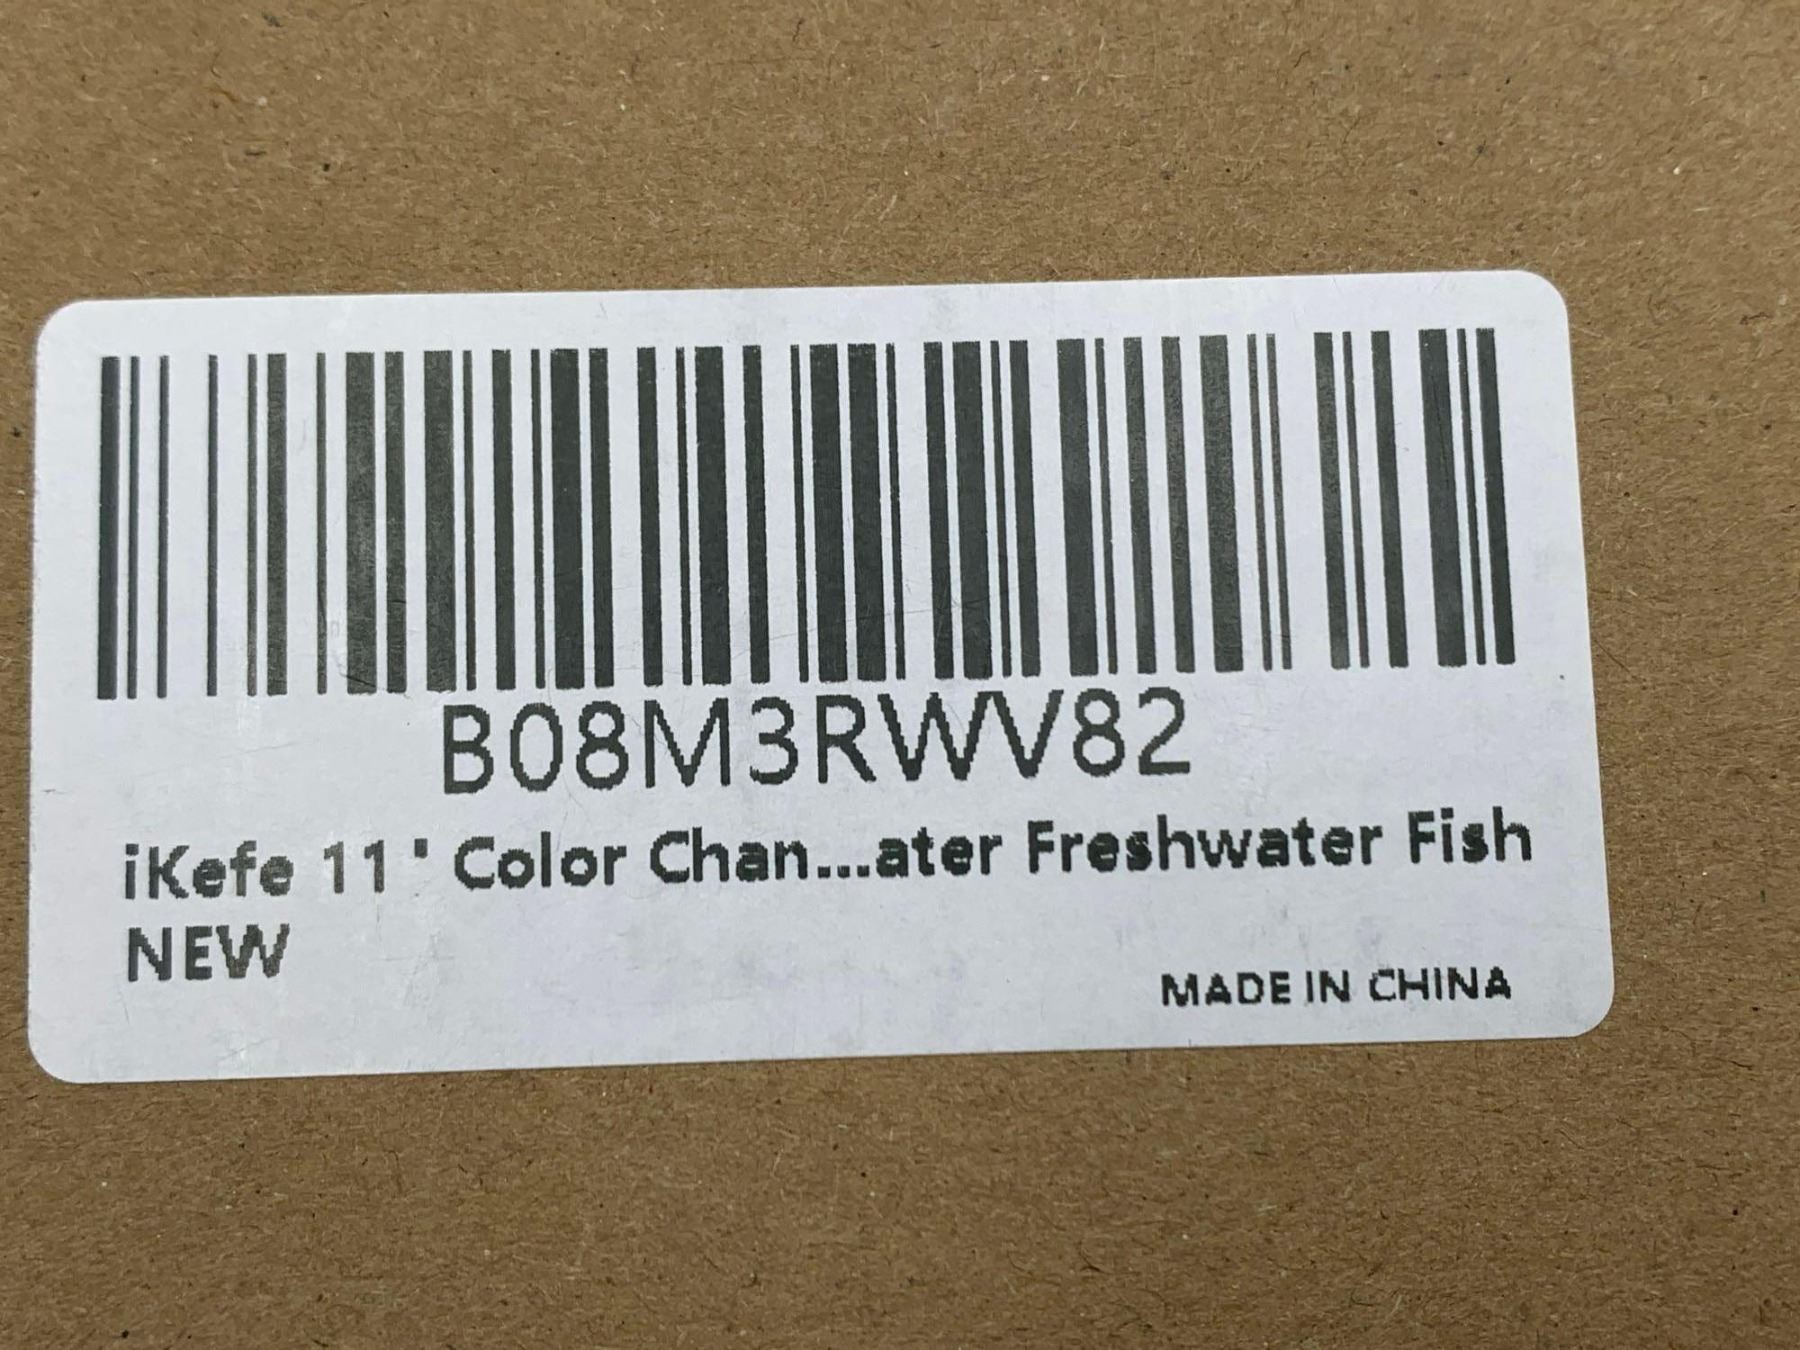 B08M3RWV82
iKefe 11" Color Chan...ater Freshwater Fish
NEW
MADE IN CHINA